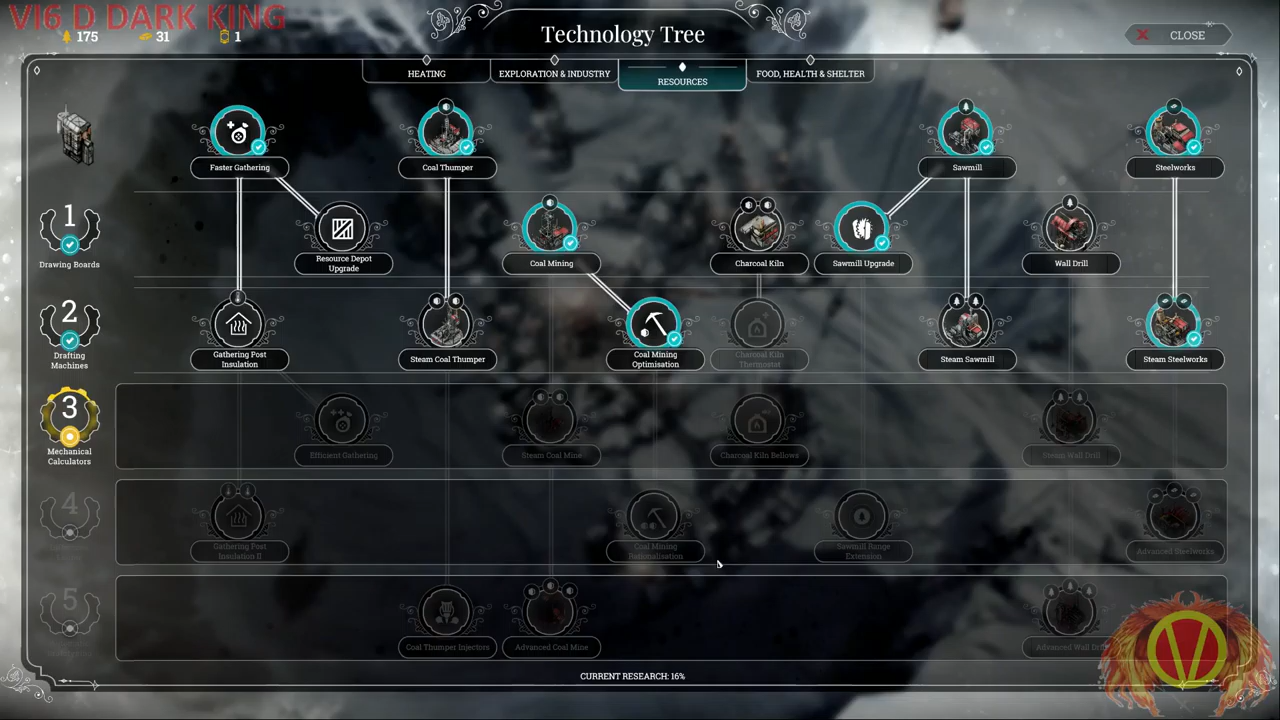 VI6 D DARK KING
175
31
1
Technology Tree
CLOSE
HEATING
EXPLORATION & INDUSTRY
RESOURCES
FOOD, HEALTH & SHELTER
Faster Gathering
Coal Thumper
Sawmill
Steelworks
1
Drawing Boards
Resource Depot
Upgrade
Coal Mining
Charcoal Kiln
Sawmill Upgrade
Wall Drill
2
Drafting
Machines
Gathering Post
Insulation
Steam Coal Thumper
Coal Mining
Optimisation
Charcoal Kiln
Thermostat
Steam Sawmill
Steam Steelworks
3
Mechanical
Calculators
Efficient Gathering
Steam Coal Mine
Charcoal Kiln Bellows
Steam Wall Drill
4
Gathering Post
Insulation II
Coal Mining
Rationalisation
Sawmill Range
Extension
Advanced Steelworks
5
Coal Thumper Injectors
Advanced Coal Mine
Advanced Wall Drill
CURRENT RESEARCH: 16%
V